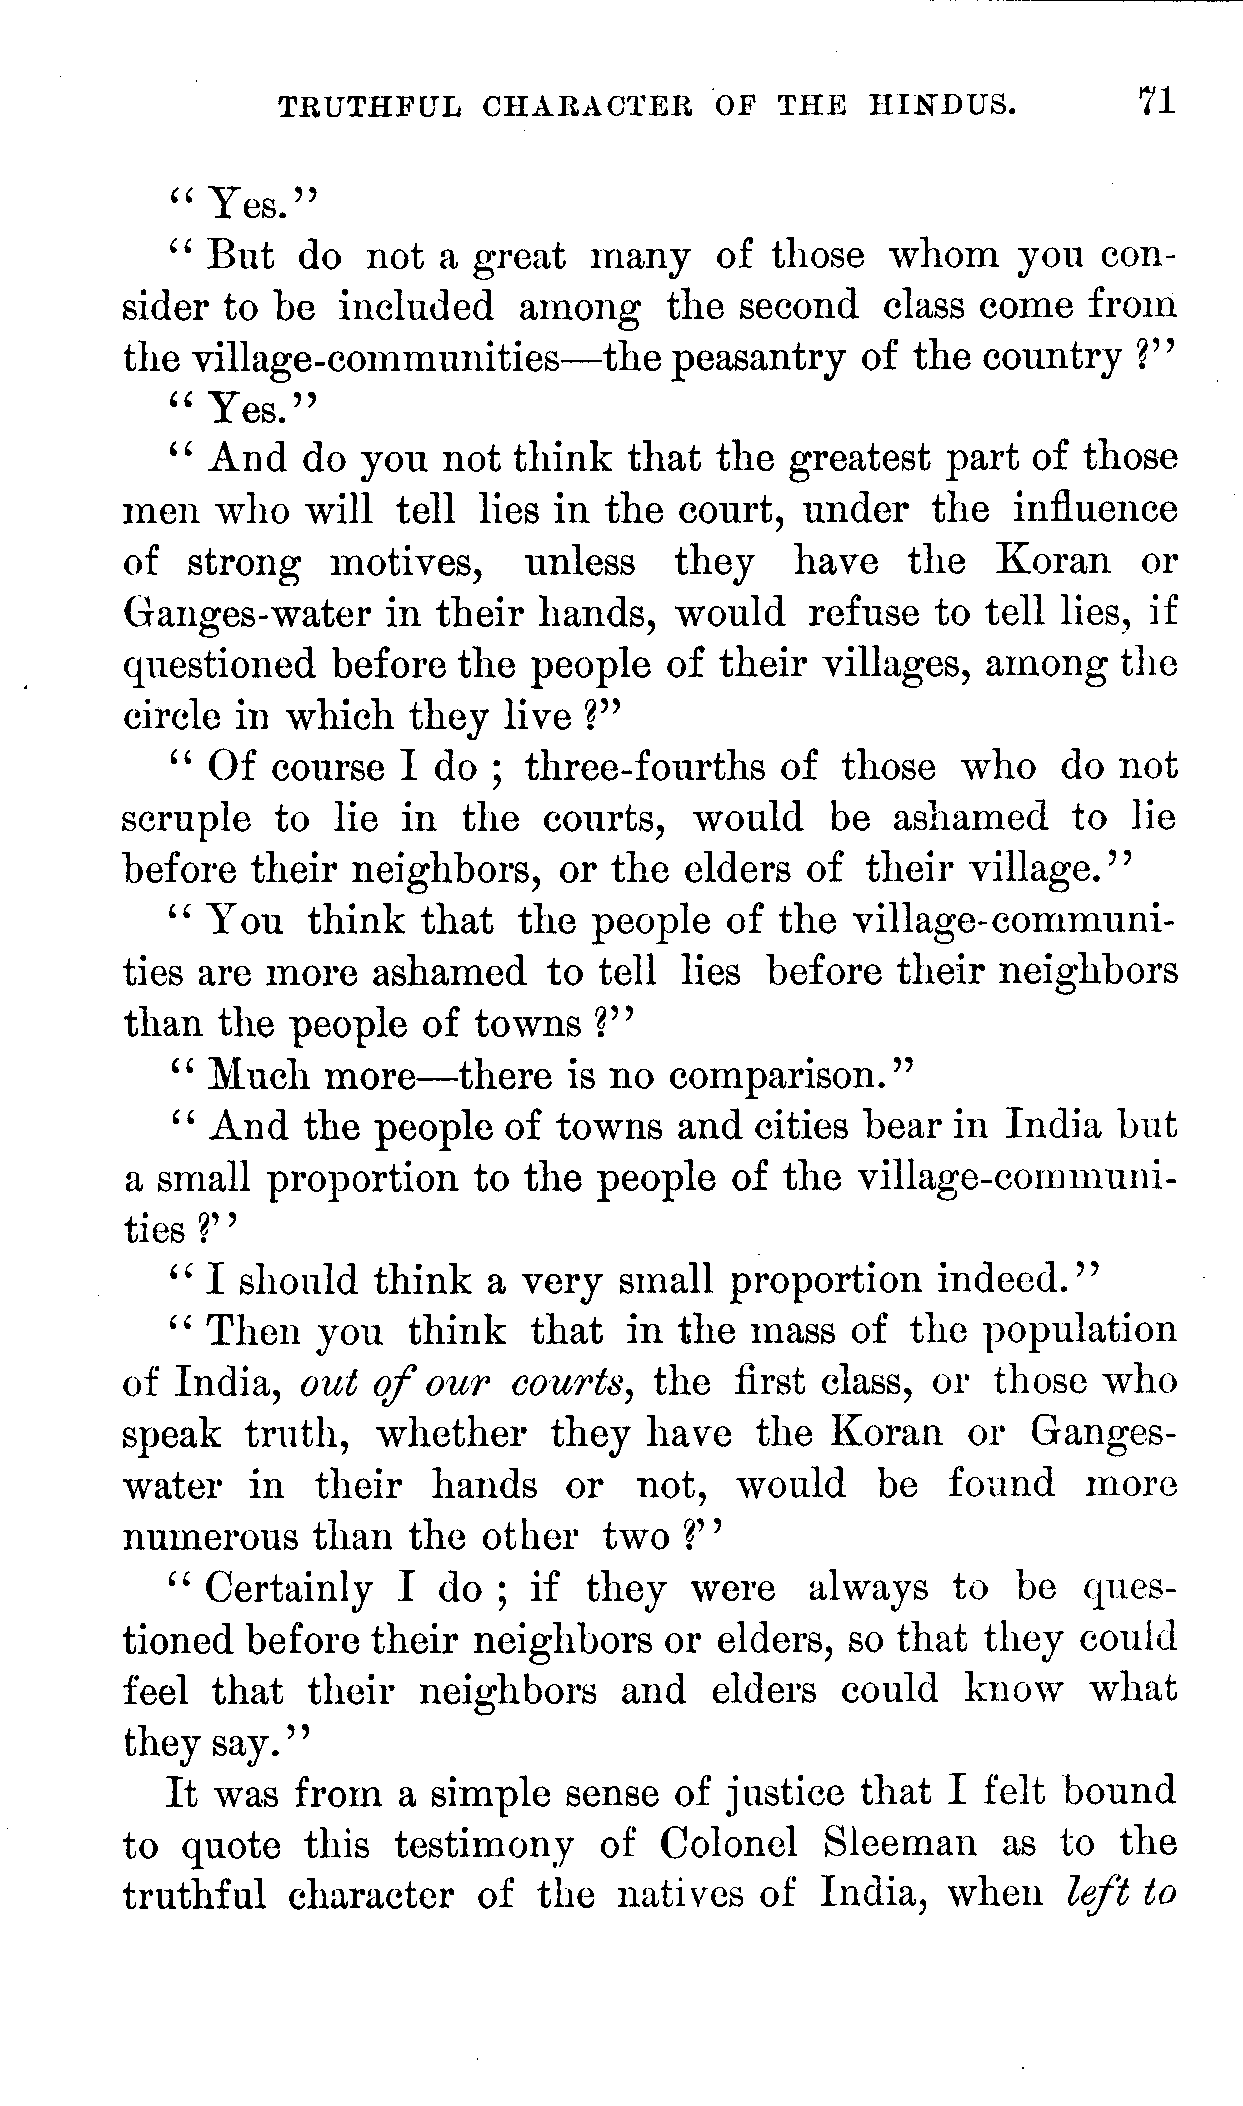 TRUTHFUL CHARACTER OF THE HINDUS. 71
“ Yes.”
“ But do not a great many of those whom you con-
sider to be included among the second class come from
the village-communities—the peasantry of the country ?”
“ Yes.”
“ And do you not think that the greatest part of those
men who will tell lies in the court, under the influence
of strong motives, unless they have the Koran or
Ganges-water in their hands, would refuse to tell lies, if
questioned before the people of their villages, among the
circle in which they live ?”
“ Of course I do ; three-fourths of those who do not
scruple to lie in the courts, would be ashamed to lie
before their neighbors, or the elders of their village.”
“ You think that the people of the village-communi-
ties are more ashamed to tell lies before their neighbors
than the people of towns ?”
“ Much more—there is no comparison.”
“ And the people of towns and cities bear in India but
a small proportion to the people of the village-communi-
ties ?”
“ I should think a very small proportion indeed.”
“ Then you think that in the mass of the population
of India, out of our courts, the first class, or those who
speak truth, whether they have the Koran or Ganges-
water in their hands or not, would be found more
numerous than the other two ?”
“ Certainly I do ; if they were always to be ques-
tioned before their neighbors or elders, so that they could
feel that their neighbors and elders could know what
they say.”
It was from a simple sense of justice that I felt bound
to quote this testimony of Colonel Sleeman as to the
truthful character of the natives of India, when left to